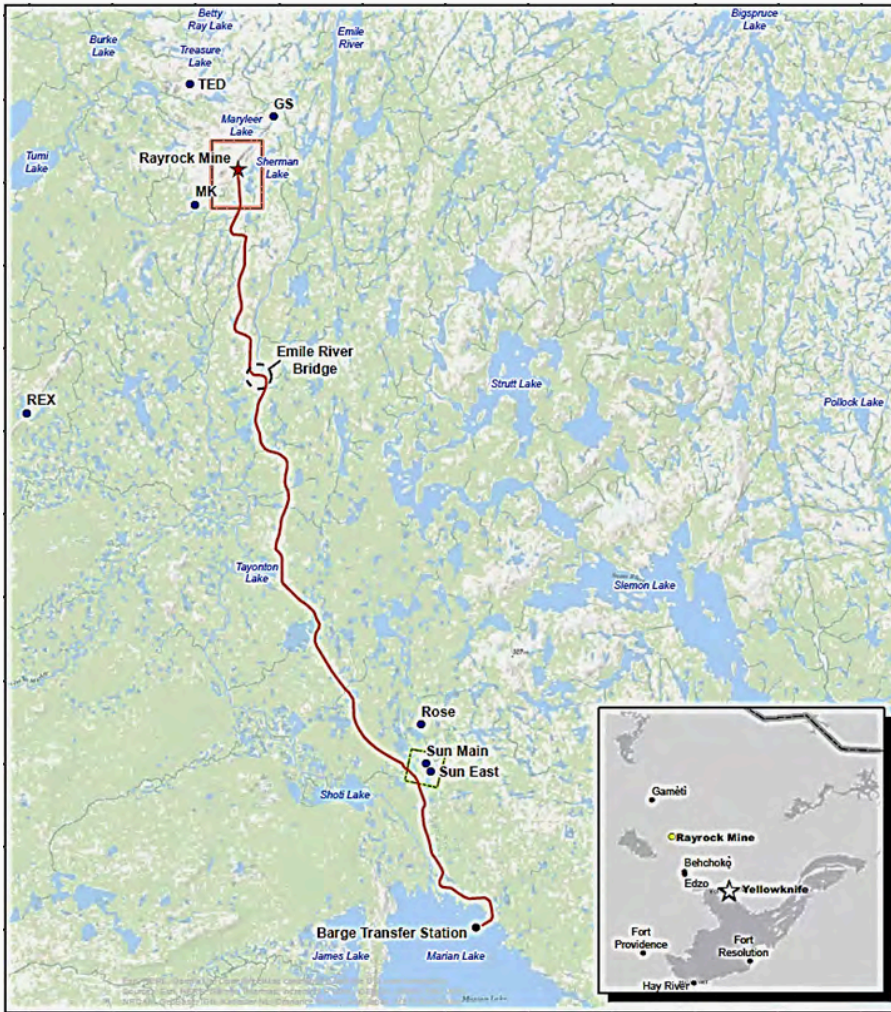 Betty
Ray Lake
Burke
Lake
Emile
River
Bigspruce
Lake
Treasure
Lake
TED
GS
Maryleer
Lake
Tumi
Lake
Rayrock Mine
Sherman
Lake
MK
Emile River
Bridge
Strutt Lake
REX
Pollock Lake
Tayonton
Lake
Slemon Lake
Rose
Sun Main
Sun East
Shoti Lake
Barge Transfer Station
James Lake
Marian Lake
Marian Lake
Gamètì
Rayrock Mine
Behchokǫ̀
Edzo
Yellowknife
Fort
Providence
Fort
Resolution
Hay River